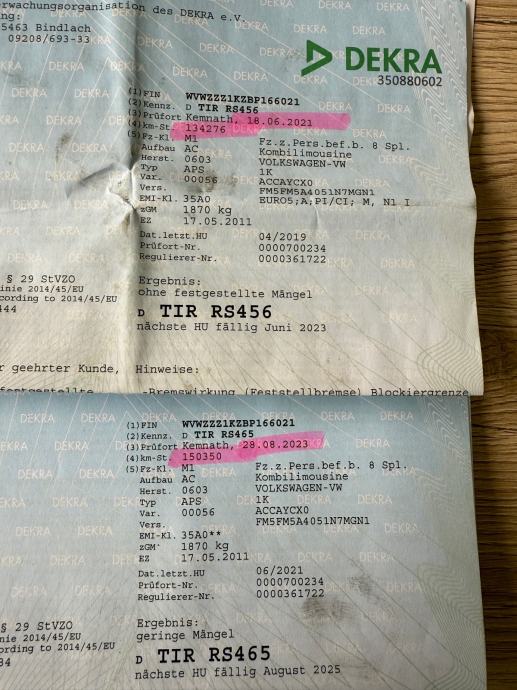 rwachungsorganisation des DEKRA e.V.
ng:
5463 Bindlach
09208/693-33
DEKRA
350880602
(1) FIN WVWZZZ1KZBP166021
(2) Kennz. D TIR RS456
(3) Prüfort Kemnath, 18.06.2021
(4) km-St. 134276
(5) Fz-Kl. M1 Fz.z.Pers.bef.b. 8 Spl.
Aufbau AC Kombilimousine
Herst. 0603 VOLKSWAGEN-VW
Typ APS 1K
Var. 00056 ACCAYCX0
Vers. FM5FM5A4051N7MGN1
EMI-Kl. 35A0 EURO5;A;PI/CI; M, N1 I
zGM 1870 kg
EZ 17.05.2011
Dat.letzt.HU 04/2019
Prüfort-Nr. 0000700234
Regulierer-Nr. 0000361722
§ 29 StVZO
inie 2014/45/EU
cording to 2014/45/EU
444
Ergebnis:
ohne festgestellte Mängel
D TIR RS456
nächste HU fällig Juni 2023
r geehrter Kunde, Hinweise:
festgestellte -Bremswirkung (Feststellbremse) Blockiergrenze
(1) FIN WVWZZZ1KZBP166021
(2) Kennz. D TIR RS465
(3) Prüfort Kemnath, 28.08.2023
(4) km-St. 150350
(5) Fz-Kl. M1 Fz.z.Pers.bef.b. 8 Spl.
Aufbau AC Kombilimousine
Herst. 0603 VOLKSWAGEN-VW
Typ APS 1K
Var. 00056 ACCAYCX0
Vers. FM5FM5A4051N7MGN1
EMI-Kl. 35A0**
zGM 1870 kg
EZ 17.05.2011
Dat.letzt.HU 06/2021
Prüfort-Nr. 0000700234
Regulierer-Nr. 0000361722
§ 29 StVZO
nie 2014/45/EU
cording to 2014/45/EU
84
Ergebnis:
geringe Mängel
D TIR RS465
nächste HU fällig August 2025